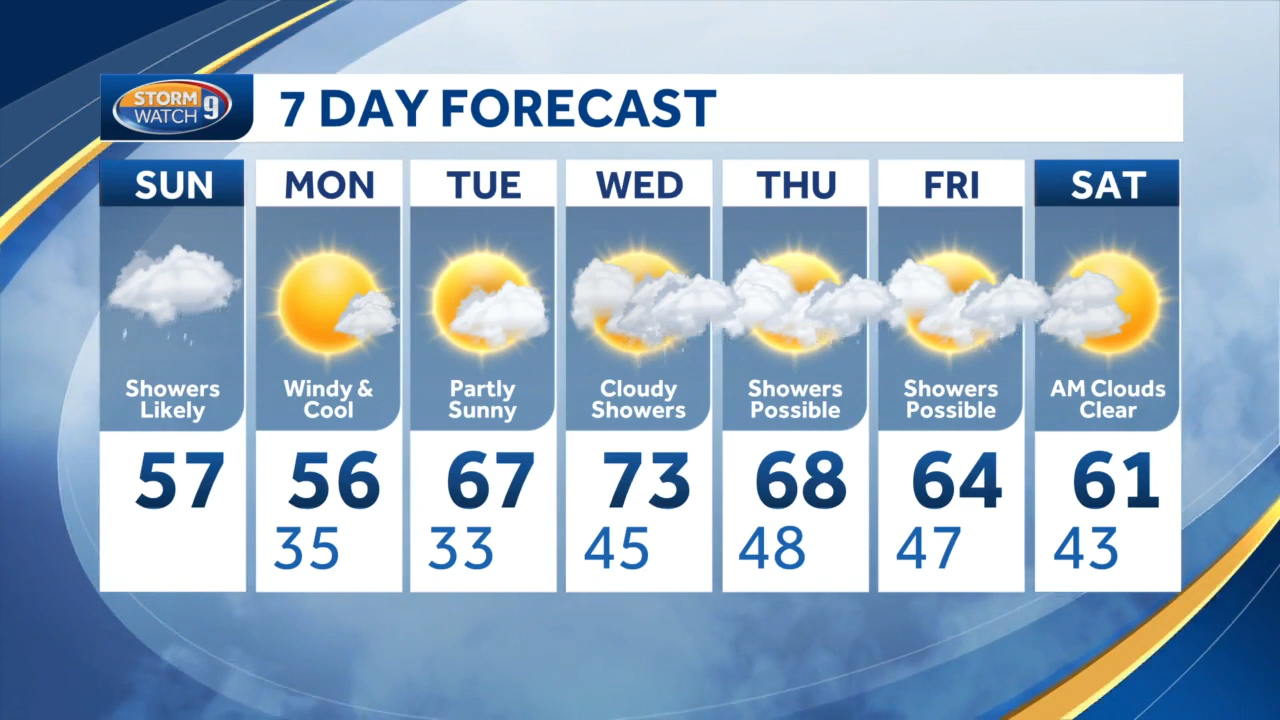 STORM
WATCH 9
7 DAY FORECAST
SUN
MON
TUE
WED
THU
FRI
SAT
Showers
Likely
Windy &
Cool
Partly
Sunny
Cloudy
Showers
Showers
Possible
Showers
Possible
AM Clouds
Clear
57
56
67
73
68
64
61
35
33
45
48
47
43